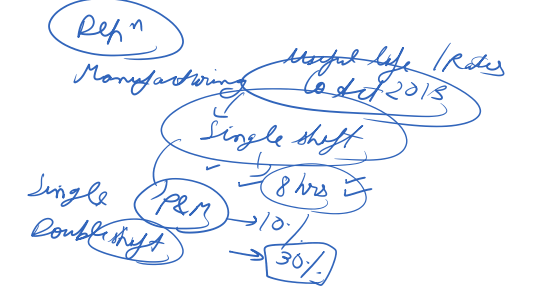 Depn
Useful life / Rates
Manufacturing
Co Act 2013
Single shift
8 hrs
Single
P&M
10%
Double shift
30%